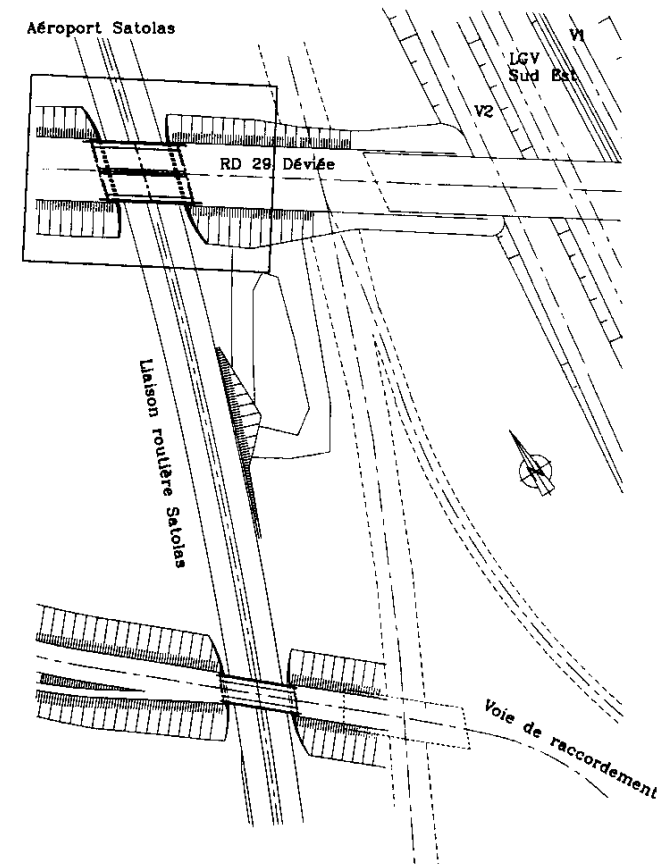 Aéroport Satolas
V1
LGV
Sud Est
V2
RD 29 Déviée
Liaison routière Satolas
Voie de raccordement